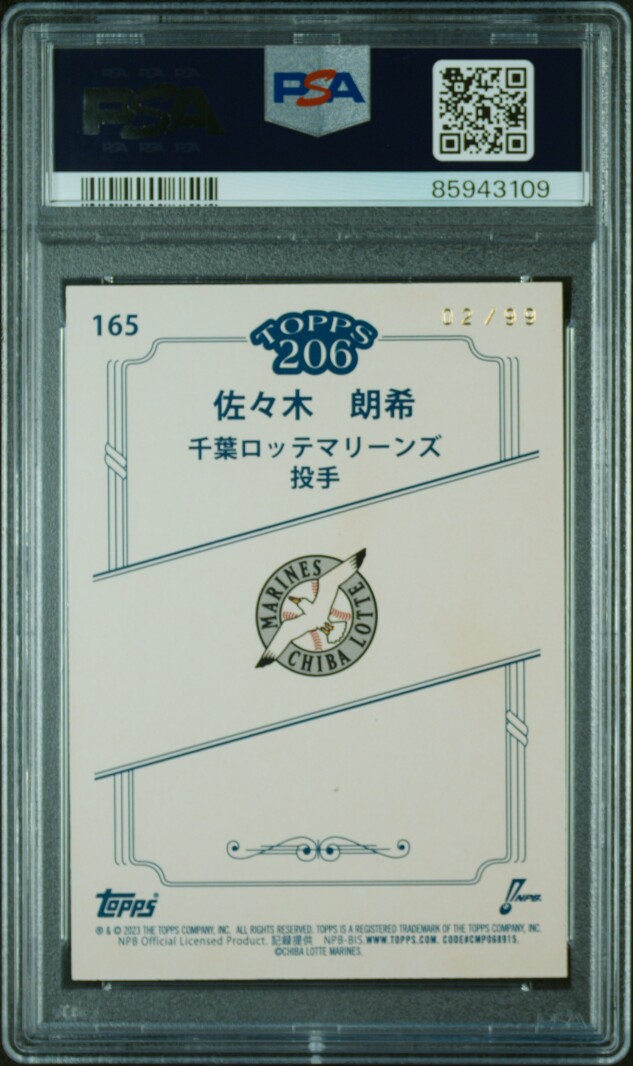 PSA
PSA
85943109
165
02/99
TOPPS
206
佐々木 朗希
千葉ロッテマリーンズ
投手
MARINES
CHIBA LOTTE
topps
NPB
® & © 2023 THE TOPPS COMPANY, INC. ALL RIGHTS RESERVED. TOPPS IS A REGISTERED TRADEMARK OF THE TOPPS COMPANY, INC.
NPB Official Licensed Product. 記録提供 NPB-BIS.WWW.TOPPS.COM. CODE#CMP068915.
©CHIBA LOTTE MARINES.